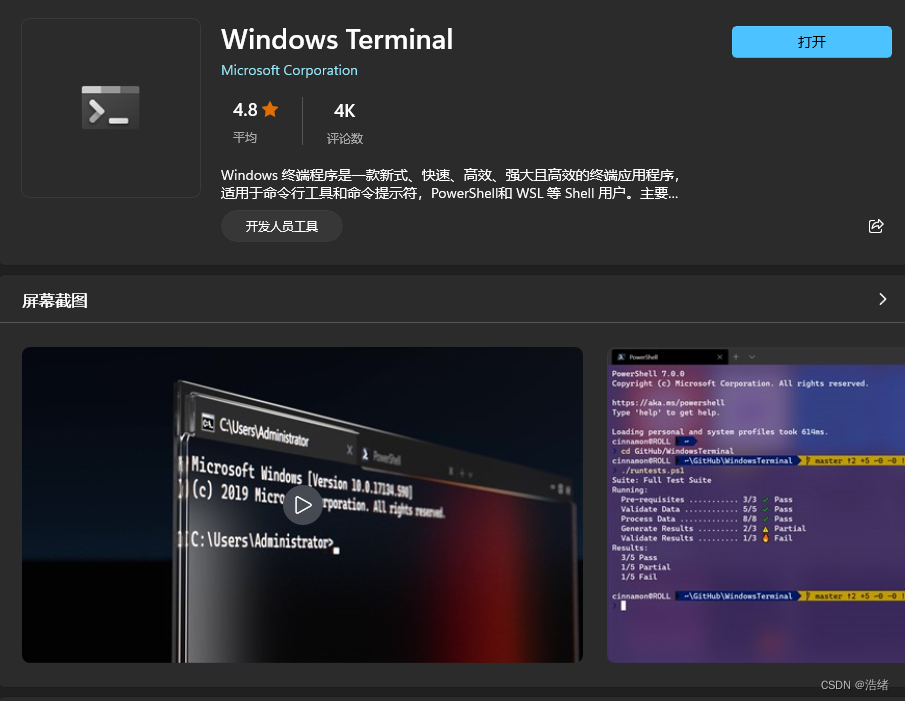 Windows Terminal
Microsoft Corporation
打开
4.8
平均
4K
评论数
Windows 终端程序是一款新式、快速、高效、强大且高效的终端应用程序，
适用于命令行工具和命令提示符，PowerShell和 WSL 等 Shell 用户。主要...
开发人员工具
屏幕截图
C:\Users\Administrator
PowerShell
Microsoft Windows [Version 10.0.17134.590]
(c) 2019 Micro rporation. All rights reserved.
C:\Users\Administrator>
PowerShell
PowerShell 7.0.0
Copyright (c) Microsoft Corporation. All rights reserved.
https://aka.ms/powershell
Type 'help' to get help.
Loading personal and system profiles took 614ms.
cinnamon@ROLL ~
cd GitHub/WindowsTerminal
cinnamon@ROLL ~\GitHub\WindowsTerminal master !2 +5 ~0 -0 !
./runtests.ps1
Suite: Full Test Suite
Running:
Pre-requisites ........... 3/3 ✓ Pass
Validate Data ............ 5/5 ✓ Pass
Process Data ............. 8/8 ✓ Pass
Generate Results ......... 2/3 Partial
Validate Results ......... 1/3 Fail
Results:
3/5 Pass
1/5 Partial
1/5 Fail
cinnamon@ROLL ~\GitHub\WindowsTerminal master !2 +5 ~0 -0 !
CSDN @浩绪